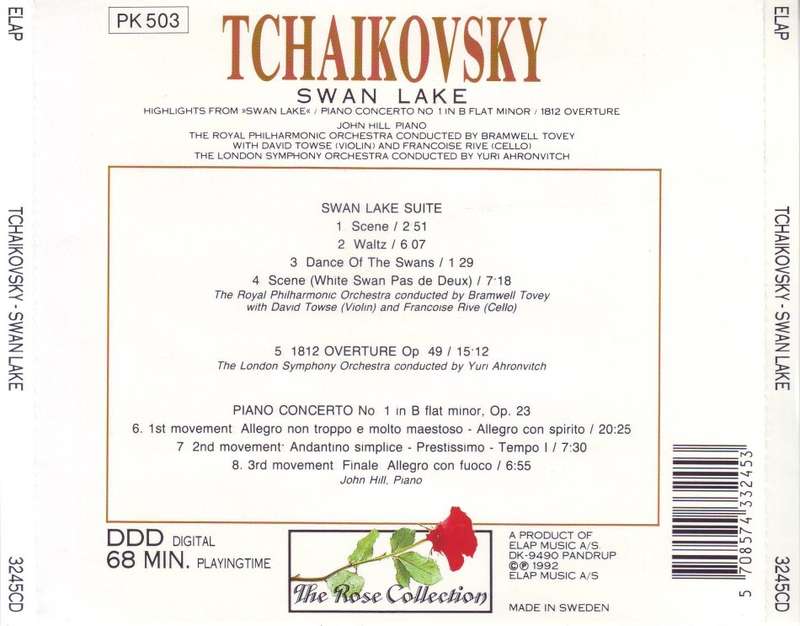 PK 503
TCHAIKOVSKY
SWAN LAKE
HIGHLIGHTS FROM »SWAN LAKE« / PIANO CONCERTO NO 1 IN B FLAT MINOR / 1812 OVERTURE
JOHN HILL PIANO
THE ROYAL PHILHARMONIC ORCHESTRA CONDUCTED BY BRAMWELL TOVEY
WITH DAVID TOWSE (VIOLIN) AND FRANCOISE RIVE (CELLO)
THE LONDON SYMPHONY ORCHESTRA CONDUCTED BY YURI AHRONVITCH
SWAN LAKE SUITE
1 Scene / 2 51
2 Waltz / 6 07
3 Dance Of The Swans / 1 29
4 Scene (White Swan Pas de Deux) / 7·18
The Royal Philharmonic Orchestra conducted by Bramwell Tovey
with David Towse (Violin) and Francoise Rive (Cello)
5 1812 OVERTURE Op 49 / 15·12
The London Symphony Orchestra conducted by Yuri Ahronvitch
PIANO CONCERTO No 1 in B flat minor, Op. 23
6. 1st movement Allegro non troppo e molto maestoso - Allegro con spirito / 20:25
7 2nd movement· Andantino simplice - Prestissimo - Tempo I / 7:30
8. 3rd movement Finale Allegro con fuoco / 6:55
John Hill, Piano
DDD DIGITAL
68 MIN. PLAYINGTIME
The Rose Collection
A PRODUCT OF
ELAP MUSIC A/S
DK-9490 PANDRUP
©℗ 1992
ELAP MUSIC A/S
MADE IN SWEDEN
5 708574 332453
ELAP
TCHAIKOVSKY - SWAN LAKE
3245CD
ELAP
TCHAIKOVSKY - SWAN LAKE
3245CD